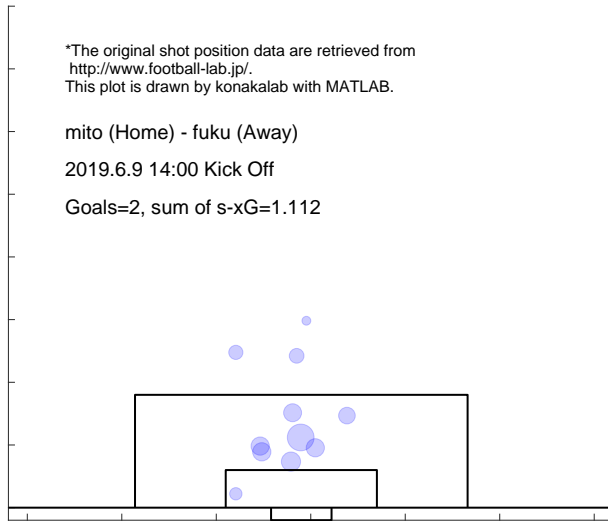 *The original shot position data are retrieved from
http://www.football-lab.jp/.
This plot is drawn by konakalab with MATLAB.
mito (Home) - fuku (Away)
2019.6.9 14:00 Kick Off
Goals=2, sum of s-xG=1.112